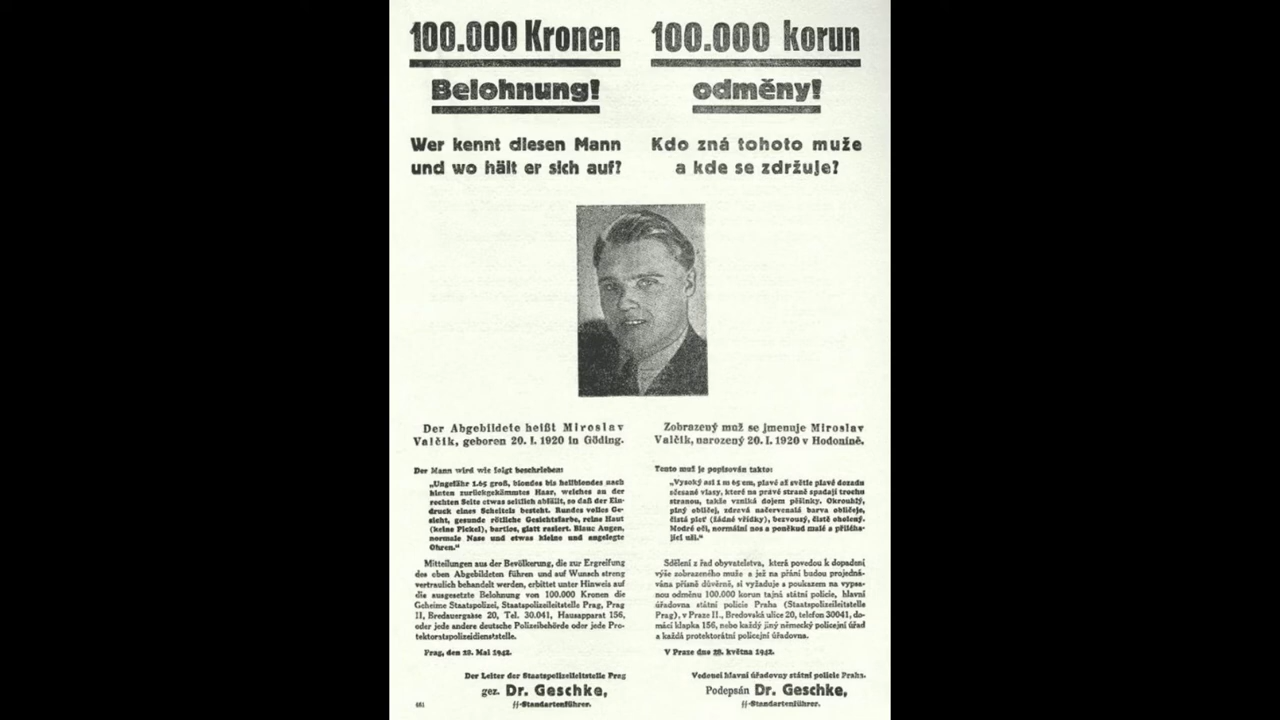 100.000 Kronen
Belohnung!
Wer kennt diesen Mann
und wo hält er sich auf?
Der Abgebildete heißt Miroslav
Valčik, geboren 20. I. 1920 in Göding.
Der Mann wird wie folgt beschrieben:
„Ungefähr 1.65 groß, blondes bis hellblondes nach
hinten zurückgekämmtes Haar, welches an der
rechten Seite etwas seitlich abfällt, so daß der Ein-
druck eines Scheitels besteht. Rundes volles Ge-
sicht, gesunde rötliche Gesichtsfarbe, reine Haut
(keine Pickel), bartlos, glatt rasiert. Blaue Augen,
normale Nase und etwas kleine und angelegte
Ohren.“
Mitteilungen aus der Bevölkerung, die zur Ergreifung
des oben Abgebildeten führen und auf Wunsch streng
vertraulich behandelt werden, erbittet unter Hinweis auf
die ausgesetzte Belohnung von 100.000 Kronen die
Geheime Staatspolizei, Staatspolizeileitstelle Prag, Prag
II, Bredauergasse 20, Tel. 30.041, Hausapparat 156,
oder jede andere deutsche Polizeibehörde oder jede Pro-
tektoratspolizeidienststelle.
Prag, den 28. Mai 1942.
Der Leiter der Staatspolizeileitstelle Prag
gez. Dr. Geschke,
SS-Standartenführer.
461
100.000 korun
odměny!
Kdo zná tohoto muže
a kde se zdržuje?
Zobrazený muž se jmenuje Miroslav
Valčik, narozený 20. I. 1920 v Hodoníně.
Tento muž je popisován takto:
„Vysoký asi 1 m 65 cm, plavé až světle plavé dozadu
sčesané vlasy, které na pravé straně spadají trochu
stranou, takže vzniká dojem pěšinky. Okrouhlý,
plný obličej, zdravá načervenalá barva obličeje,
čistá pleť (žádné vřídky), bezvousý, čistě oholený.
Modré oči, normální nos a poněkud malé a přiléha-
jící uši.“
Sdělení z řad obyvatelstva, která povedou k dopadení
výše zobrazeného muže a jež na přání budou projedná-
vána přísně důvěrně, si vyžaduje a poukazem na vypsa-
nou odměnu 100.000 korun tajná státní policie, hlavní
úřadovna státní policie Praha (Staatspolizeileitstelle
Prag), v Praze II., Bredovská ulice 20, telefon 30041, do-
mácí klapka 156, nebo každý jiný německý policejní úřad
a každá protektorátní policejní úřadovna.
V Praze dne 28. května 1942.
Vedoucí hlavní úřadovny státní policie Praha.
Podepsán Dr. Geschke,
SS-Standartenführer.